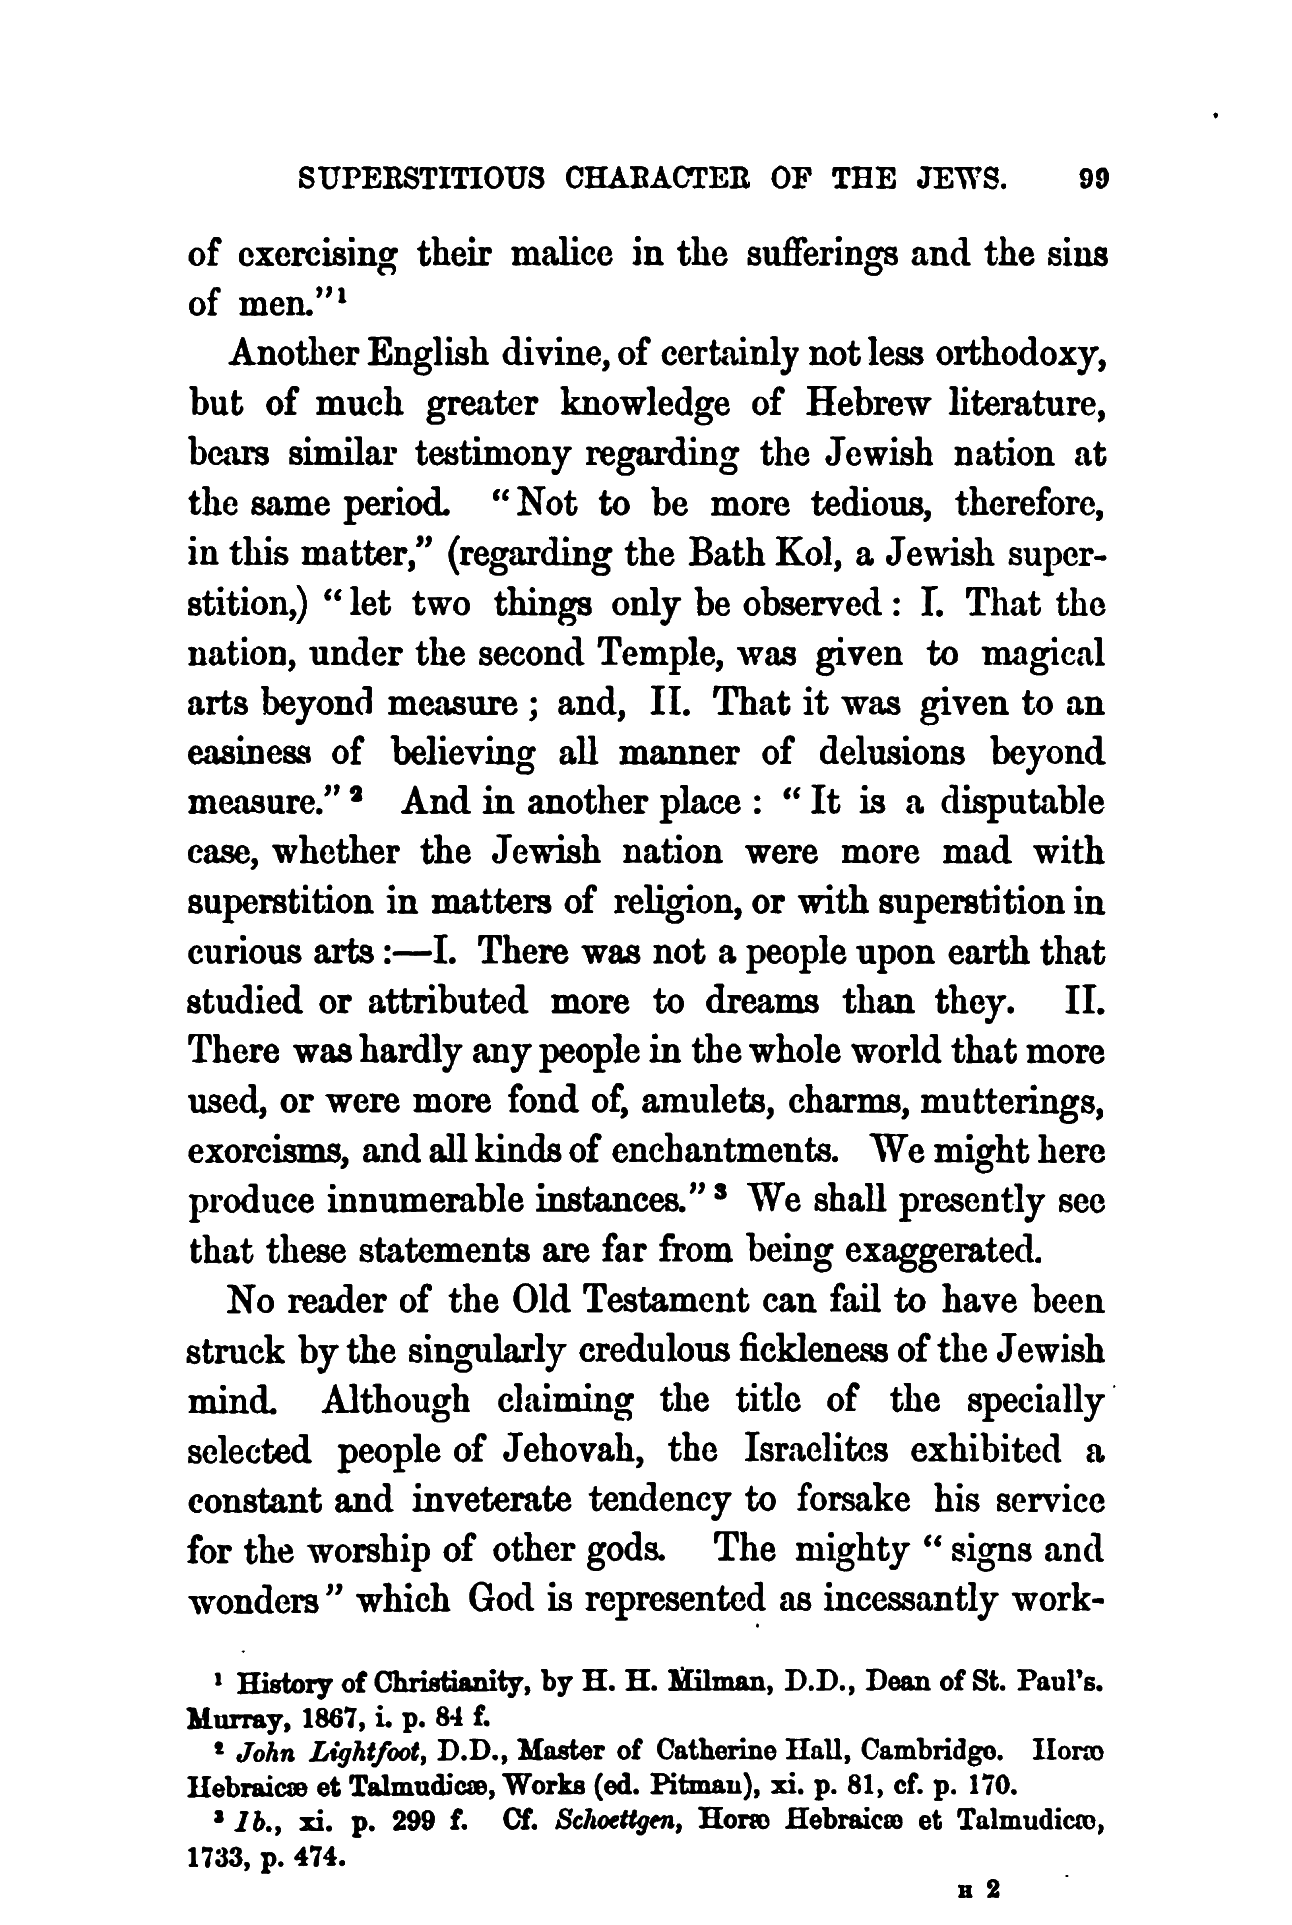 SUPERSTITIOUS CHARACTER OF THE JEWS. 99
of exercising their malice in the sufferings and the sins
of men."¹
Another English divine, of certainly not less orthodoxy,
but of much greater knowledge of Hebrew literature,
bears similar testimony regarding the Jewish nation at
the same period. "Not to be more tedious, therefore,
in this matter," (regarding the Bath Kol, a Jewish super-
stition,) "let two things only be observed: I. That the
nation, under the second Temple, was given to magical
arts beyond measure; and, II. That it was given to an
easiness of believing all manner of delusions beyond
measure."² And in another place: "It is a disputable
case, whether the Jewish nation were more mad with
superstition in matters of religion, or with superstition in
curious arts:—I. There was not a people upon earth that
studied or attributed more to dreams than they. II.
There was hardly any people in the whole world that more
used, or were more fond of, amulets, charms, mutterings,
exorcisms, and all kinds of enchantments. We might here
produce innumerable instances."³ We shall presently see
that these statements are far from being exaggerated.
No reader of the Old Testament can fail to have been
struck by the singularly credulous fickleness of the Jewish
mind. Although claiming the title of the specially
selected people of Jehovah, the Israelites exhibited a
constant and inveterate tendency to forsake his service
for the worship of other gods. The mighty "signs and
wonders" which God is represented as incessantly work-
¹ History of Christianity, by H. H. Milman, D.D., Dean of St. Paul's.
Murray, 1867, i. p. 84 f.
² John Lightfoot, D.D., Master of Catherine Hall, Cambridge. Horæ
Hebraicæ et Talmudicæ, Works (ed. Pitman), xi. p. 81, cf. p. 170.
³ Ib., xi. p. 299 f. Cf. Schoettgen, Horæ Hebraicæ et Talmudicæ,
1733, p. 474.
H 2